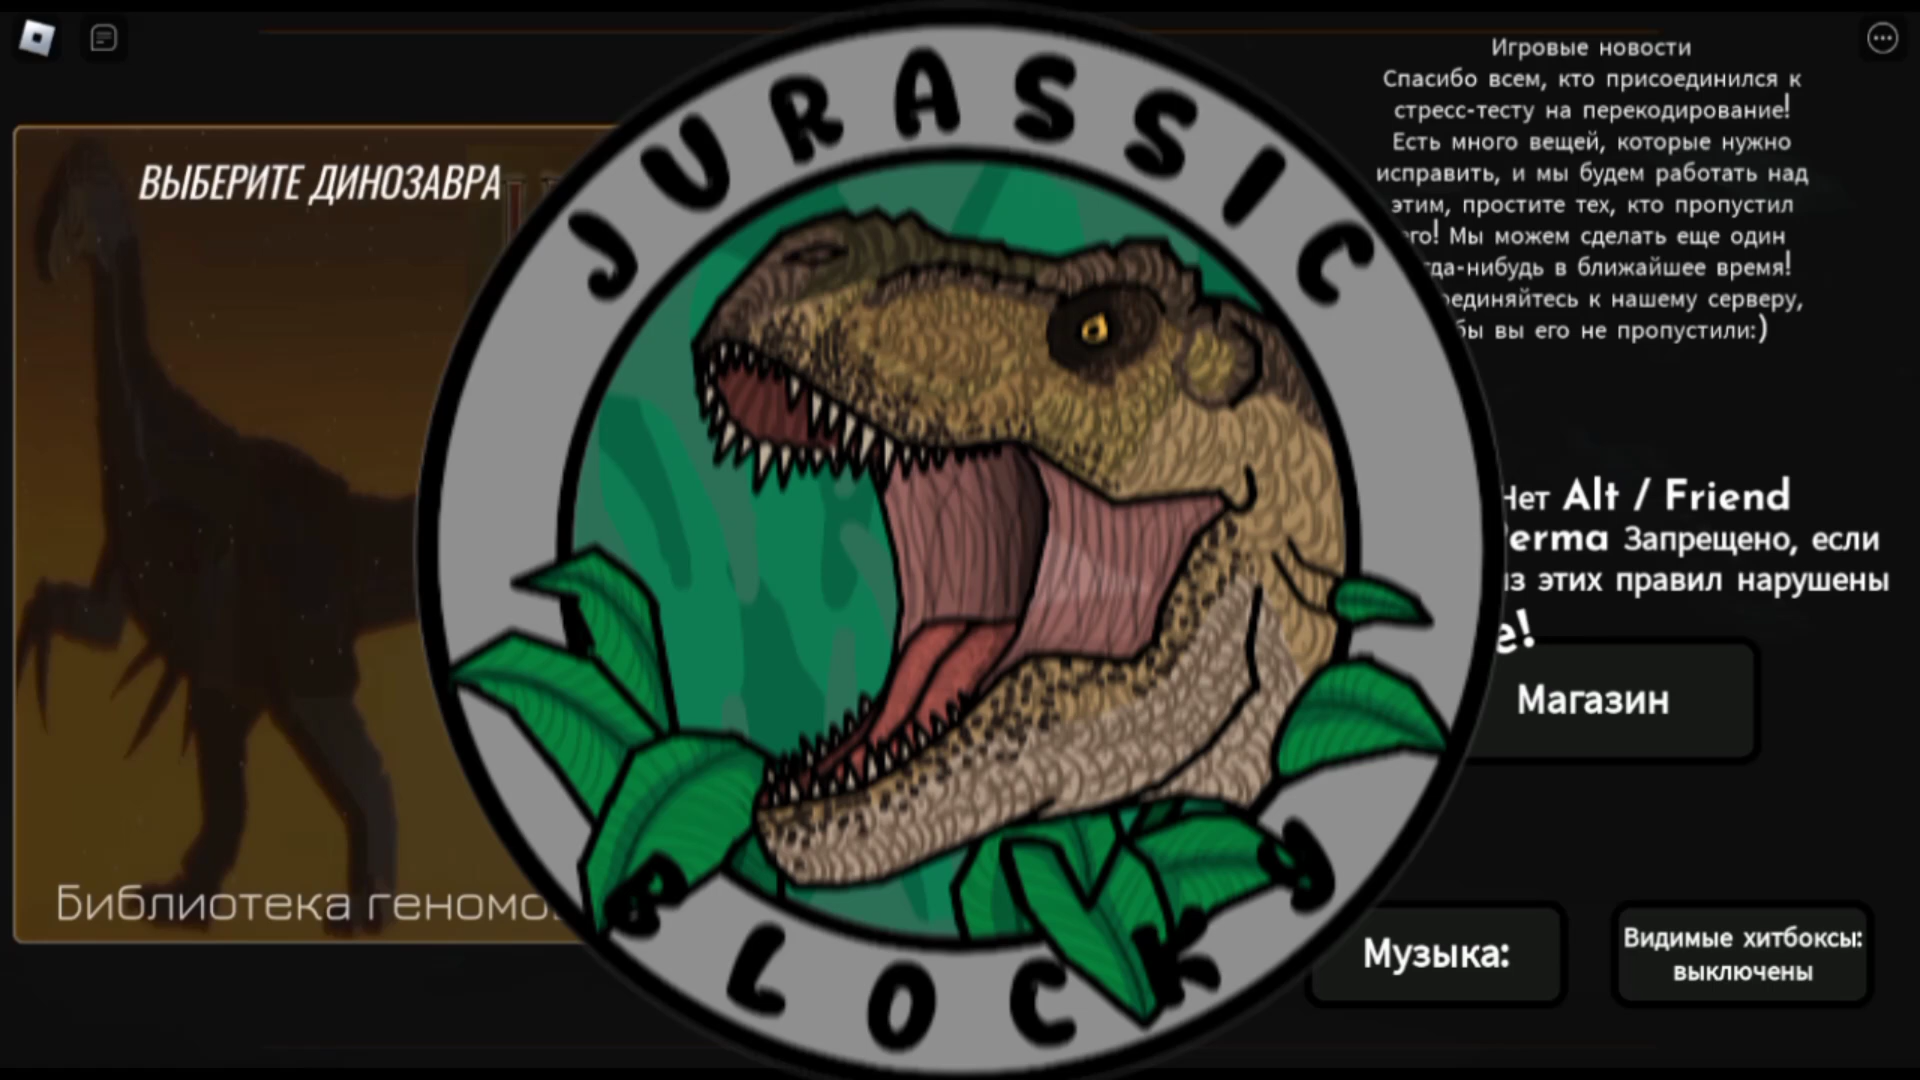 JURASSIC
BLOCKY
ВЫБЕРИТЕ ДИНОЗАВРА
Библиотека
Игровые новости
Спасибо всем, кто присоединился к
стресс-тесту на перекодирование!
Есть много вещей, которые нужно
исправить, и мы будем работать над
этим, простите тех, кто пропустил
Мы можем сделать еще один
в ближайшее время!
к нашему серверу,
вы его не пропустили:)
Alt / Friend
Запрещено, если
этих правил нарушены
Магазин
Музыка:
Видимые хитбоксы:
выключены